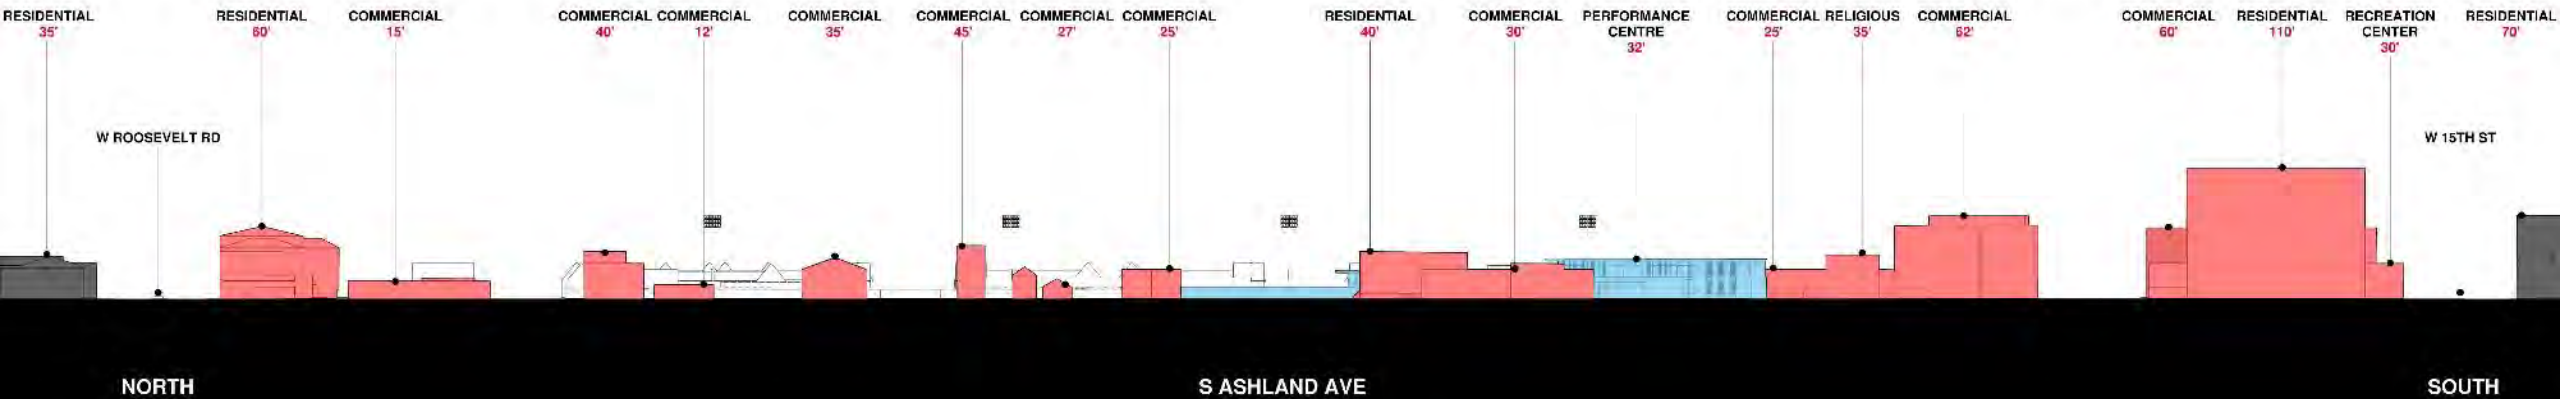 RESIDENTIAL
35'
RESIDENTIAL
60'
COMMERCIAL
15'
COMMERCIAL
40'
COMMERCIAL
12'
COMMERCIAL
35'
COMMERCIAL
45'
COMMERCIAL
27'
COMMERCIAL
25'
RESIDENTIAL
40'
COMMERCIAL
30'
PERFORMANCE
CENTRE
32'
COMMERCIAL
25'
RELIGIOUS
35'
COMMERCIAL
62'
COMMERCIAL
60'
RESIDENTIAL
110'
RECREATION
CENTER
30'
RESIDENTIAL
70'
W ROOSEVELT RD
W 15TH ST
NORTH
S ASHLAND AVE
SOUTH